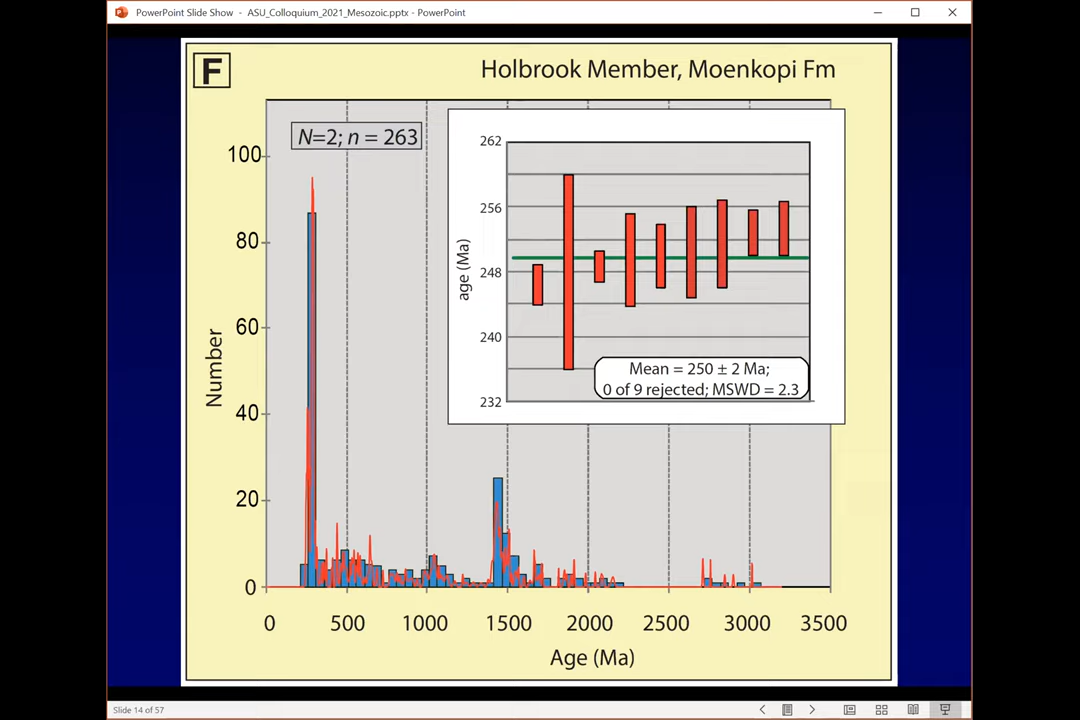 PowerPoint Slide Show - ASU_Colloquium_2021_Mesozoic.pptx - PowerPoint
F
Holbrook Member, Moenkopi Fm
N=2; n = 263
Number
100
80
60
40
20
0
262
256
248
240
232
age (Ma)
Mean = 250 ± 2 Ma;
0 of 9 rejected; MSWD = 2.3
0 500 1000 1500 2000 2500 3000 3500
Age (Ma)
Slide 14 of 57